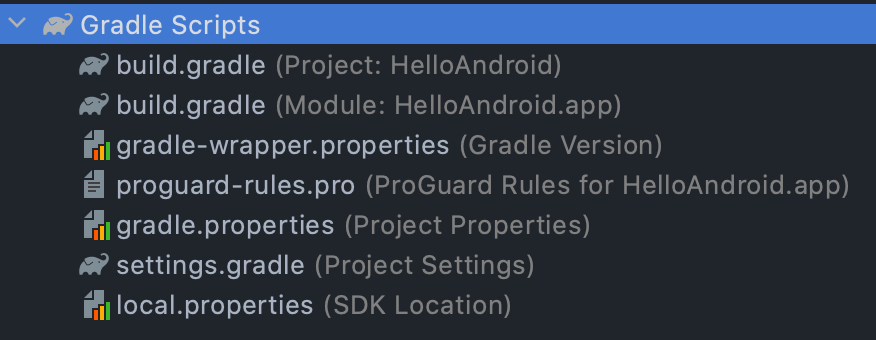 Gradle Scripts
build.gradle (Project: HelloAndroid)
build.gradle (Module: HelloAndroid.app)
gradle-wrapper.properties (Gradle Version)
proguard-rules.pro (ProGuard Rules for HelloAndroid.app)
gradle.properties (Project Properties)
settings.gradle (Project Settings)
local.properties (SDK Location)